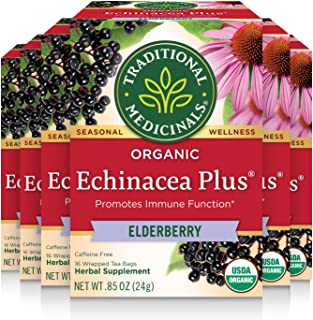 TRADITIONAL
MEDICINALS®
SEASONAL
WELLNESS
ORGANIC
Echinacea Plus®
Promotes Immune Function*
ELDERBERRY
Caffeine Free
16 Wrapped Tea Bags
Herbal Supplement
NET WT. .85 OZ (24g)
USDA
ORGANIC